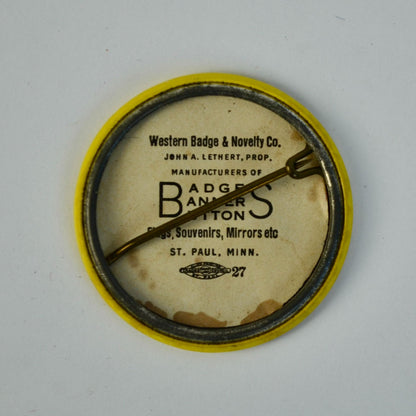 Western Badge & Novelty Co.
JOHN A. LETHERT, PROP.
MANUFACTURERS OF
BADGES
BANNERS
BUTTONS
Flags, Souvenirs, Mirrors etc
ST. PAUL, MINN.
27